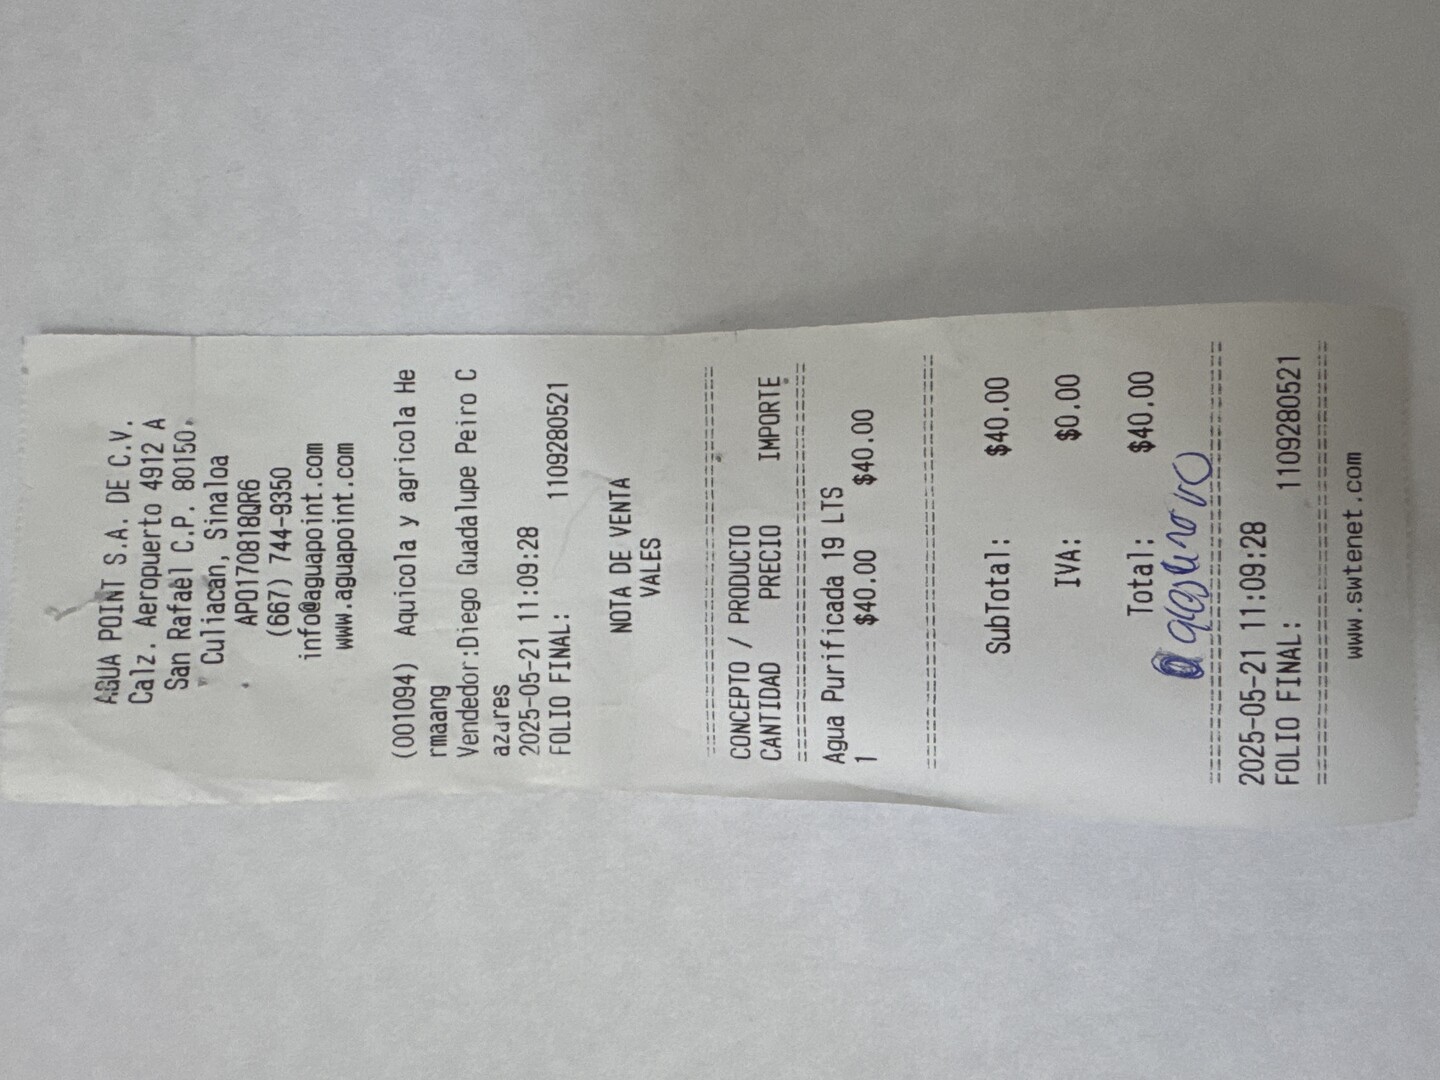 AGUA POINT S.A. DE C.V.
Calz. Aeropuerto 4912 A
San Rafael C.P. 80150,
Culiacan, Sinaloa
APO170818QR6
(667) 744-9350
info@aguapoint.com
www.aguapoint.com
(001094) Aquicola y agricola He
rmaang
Vendedor:Diego Guadalupe Peiro C
azares
2025-05-21 11:09:28
FOLIO FINAL: 1109280521
NOTA DE VENTA
VALES
CONCEPTO / PRODUCTO
CANTIDAD PRECIO IMPORTE
Agua Purificada 19 LTS
1 $40.00 $40.00
SubTotal: $40.00
IVA: $0.00
Total: $40.00
2025-05-21 11:09:28
FOLIO FINAL: 1109280521
www.swtenet.com